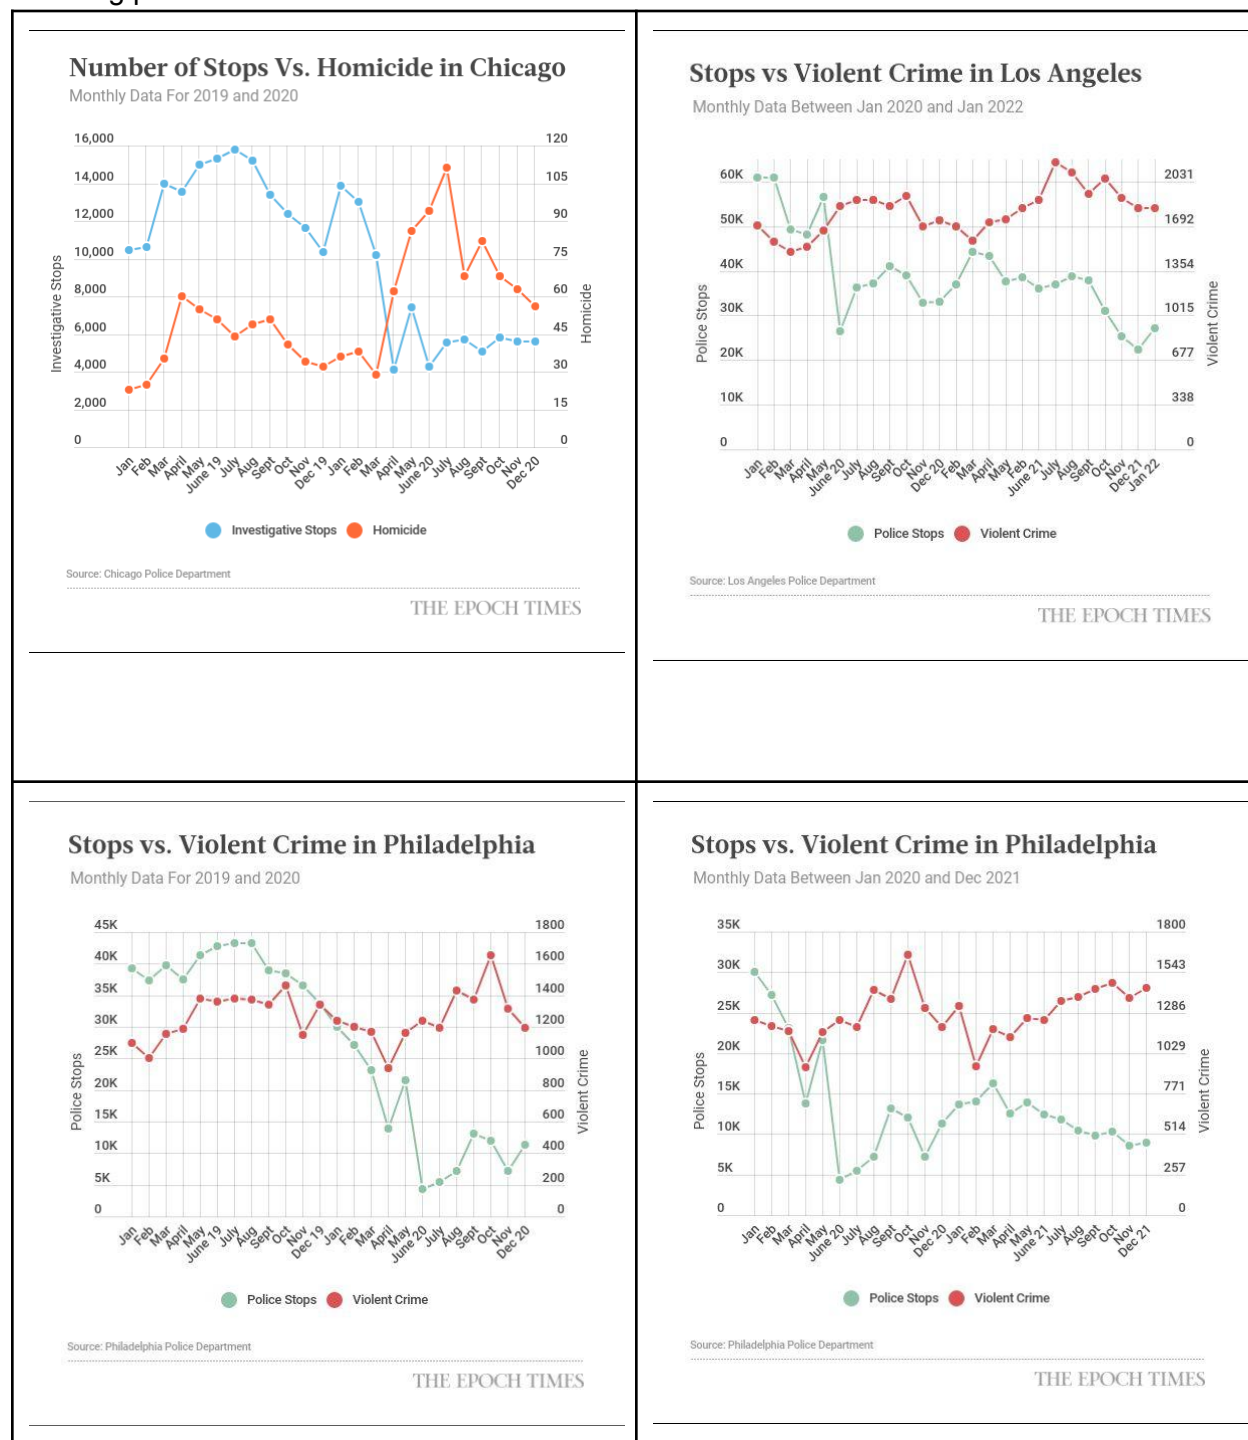 Number of Stops Vs. Homicide in Chicago
Monthly Data For 2019 and 2020
16,000 120
14,000 105
12,000 90
10,000 75
8,000 60
6,000 45
4,000 30
2,000 15
0 0
Investigative Stops
Homicide
Jan Feb Mar April May June 19 July Aug Sept Oct Nov Dec 19 Jan Feb Mar April May June 20 July Aug Sept Oct Nov Dec 20
Investigative Stops Homicide
Source: Chicago Police Department
THE EPOCH TIMES
Stops vs Violent Crime in Los Angeles
Monthly Data Between Jan 2020 and Jan 2022
60K 2031
50K 1692
40K 1354
30K 1015
20K 677
10K 338
0 0
Police Stops
Violent Crime
Jan Feb Mar April May June 20 July Aug Sept Oct Nov Dec 20 Feb Mar April May Feb June 21 July Aug Sept Oct Nov Dec 21 Jan 22
Police Stops Violent Crime
Source: Los Angeles Police Department
THE EPOCH TIMES
Stops vs. Violent Crime in Philadelphia
Monthly Data For 2019 and 2020
45K 1800
40K 1600
35K 1400
30K 1200
25K 1000
20K 800
15K 600
10K 400
5K 200
0 0
Police Stops
Violent Crime
Jan Feb Mar April May June 19 July Aug Sept Oct Nov Dec 19 Jan Feb Mar April May June 20 July Aug Sept Oct Nov Dec 20
Police Stops Violent Crime
Source: Philadelphia Police Department
THE EPOCH TIMES
Stops vs. Violent Crime in Philadelphia
Monthly Data Between Jan 2020 and Dec 2021
35K 1800
30K 1543
25K 1286
20K 1029
15K 771
10K 514
5K 257
0 0
Police Stops
Violent Crime
Jan Feb Mar April May June 20 July Aug Sept Oct Nov Dec 20 Jan Feb Mar April May June 21 July Aug Sept Oct Nov Dec 21
Police Stops Violent Crime
Source: Philadelphia Police Department
THE EPOCH TIMES